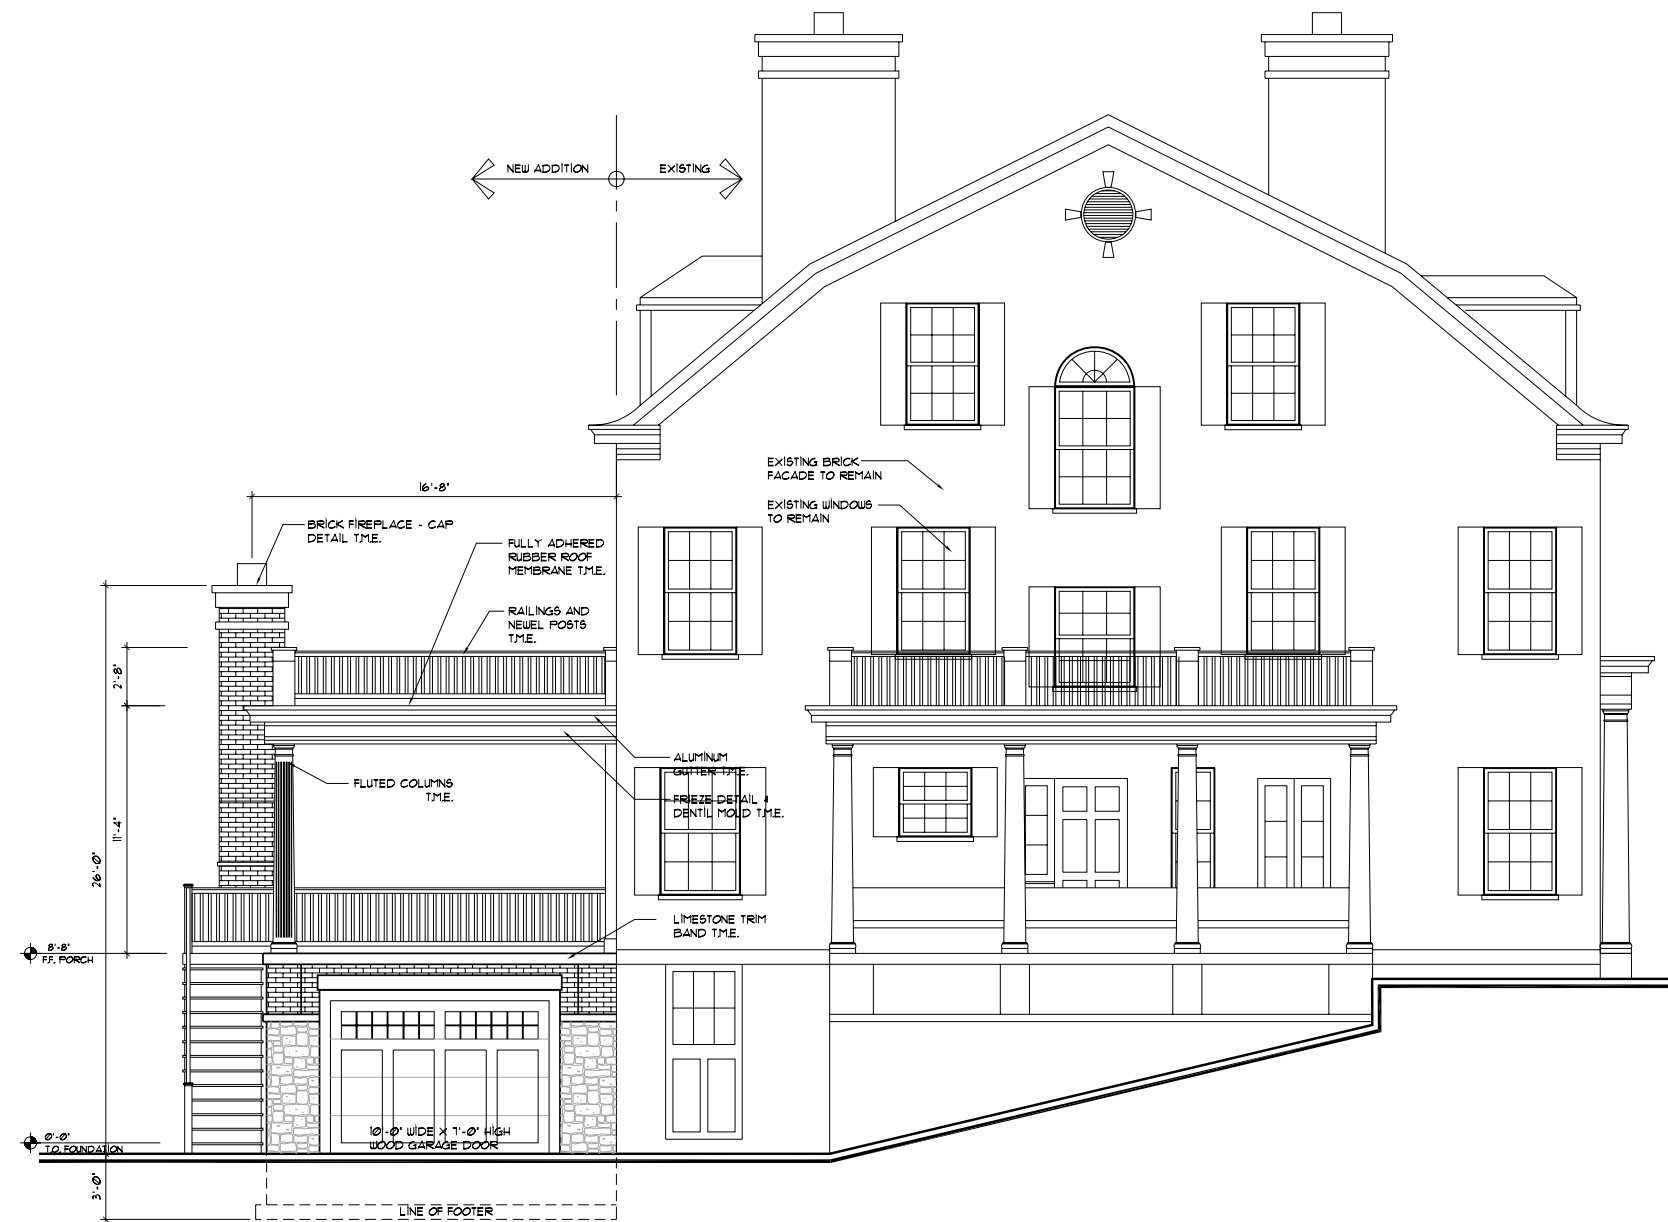 NEW ADDITION
EXISTING
EXISTING BRICK
FACADE TO REMAIN
16'-8"
EXISTING WINDOWS
TO REMAIN
BRICK FIREPLACE - CAP
DETAIL T.M.E.
FULLY ADHERED
RUBBER ROOF
MEMBRANE T.M.E.
RAILINGS AND
NEWEL POSTS
T.M.E.
2'-8"
ALUMINUM
GUTTER T.M.E.
FLUTED COLUMNS
T.M.E.
FRIEZE DETAIL &
DENTIL MOLD T.M.E.
11'-4"
26'-0"
LIMESTONE TRIM
BAND T.M.E.
8'-8"
F.F. PORCH
10'-0" WIDE X 7'-0" HIGH
WOOD GARAGE DOOR
0'-0"
T.O. FOUNDATION
3'-0"
LINE OF FOOTER